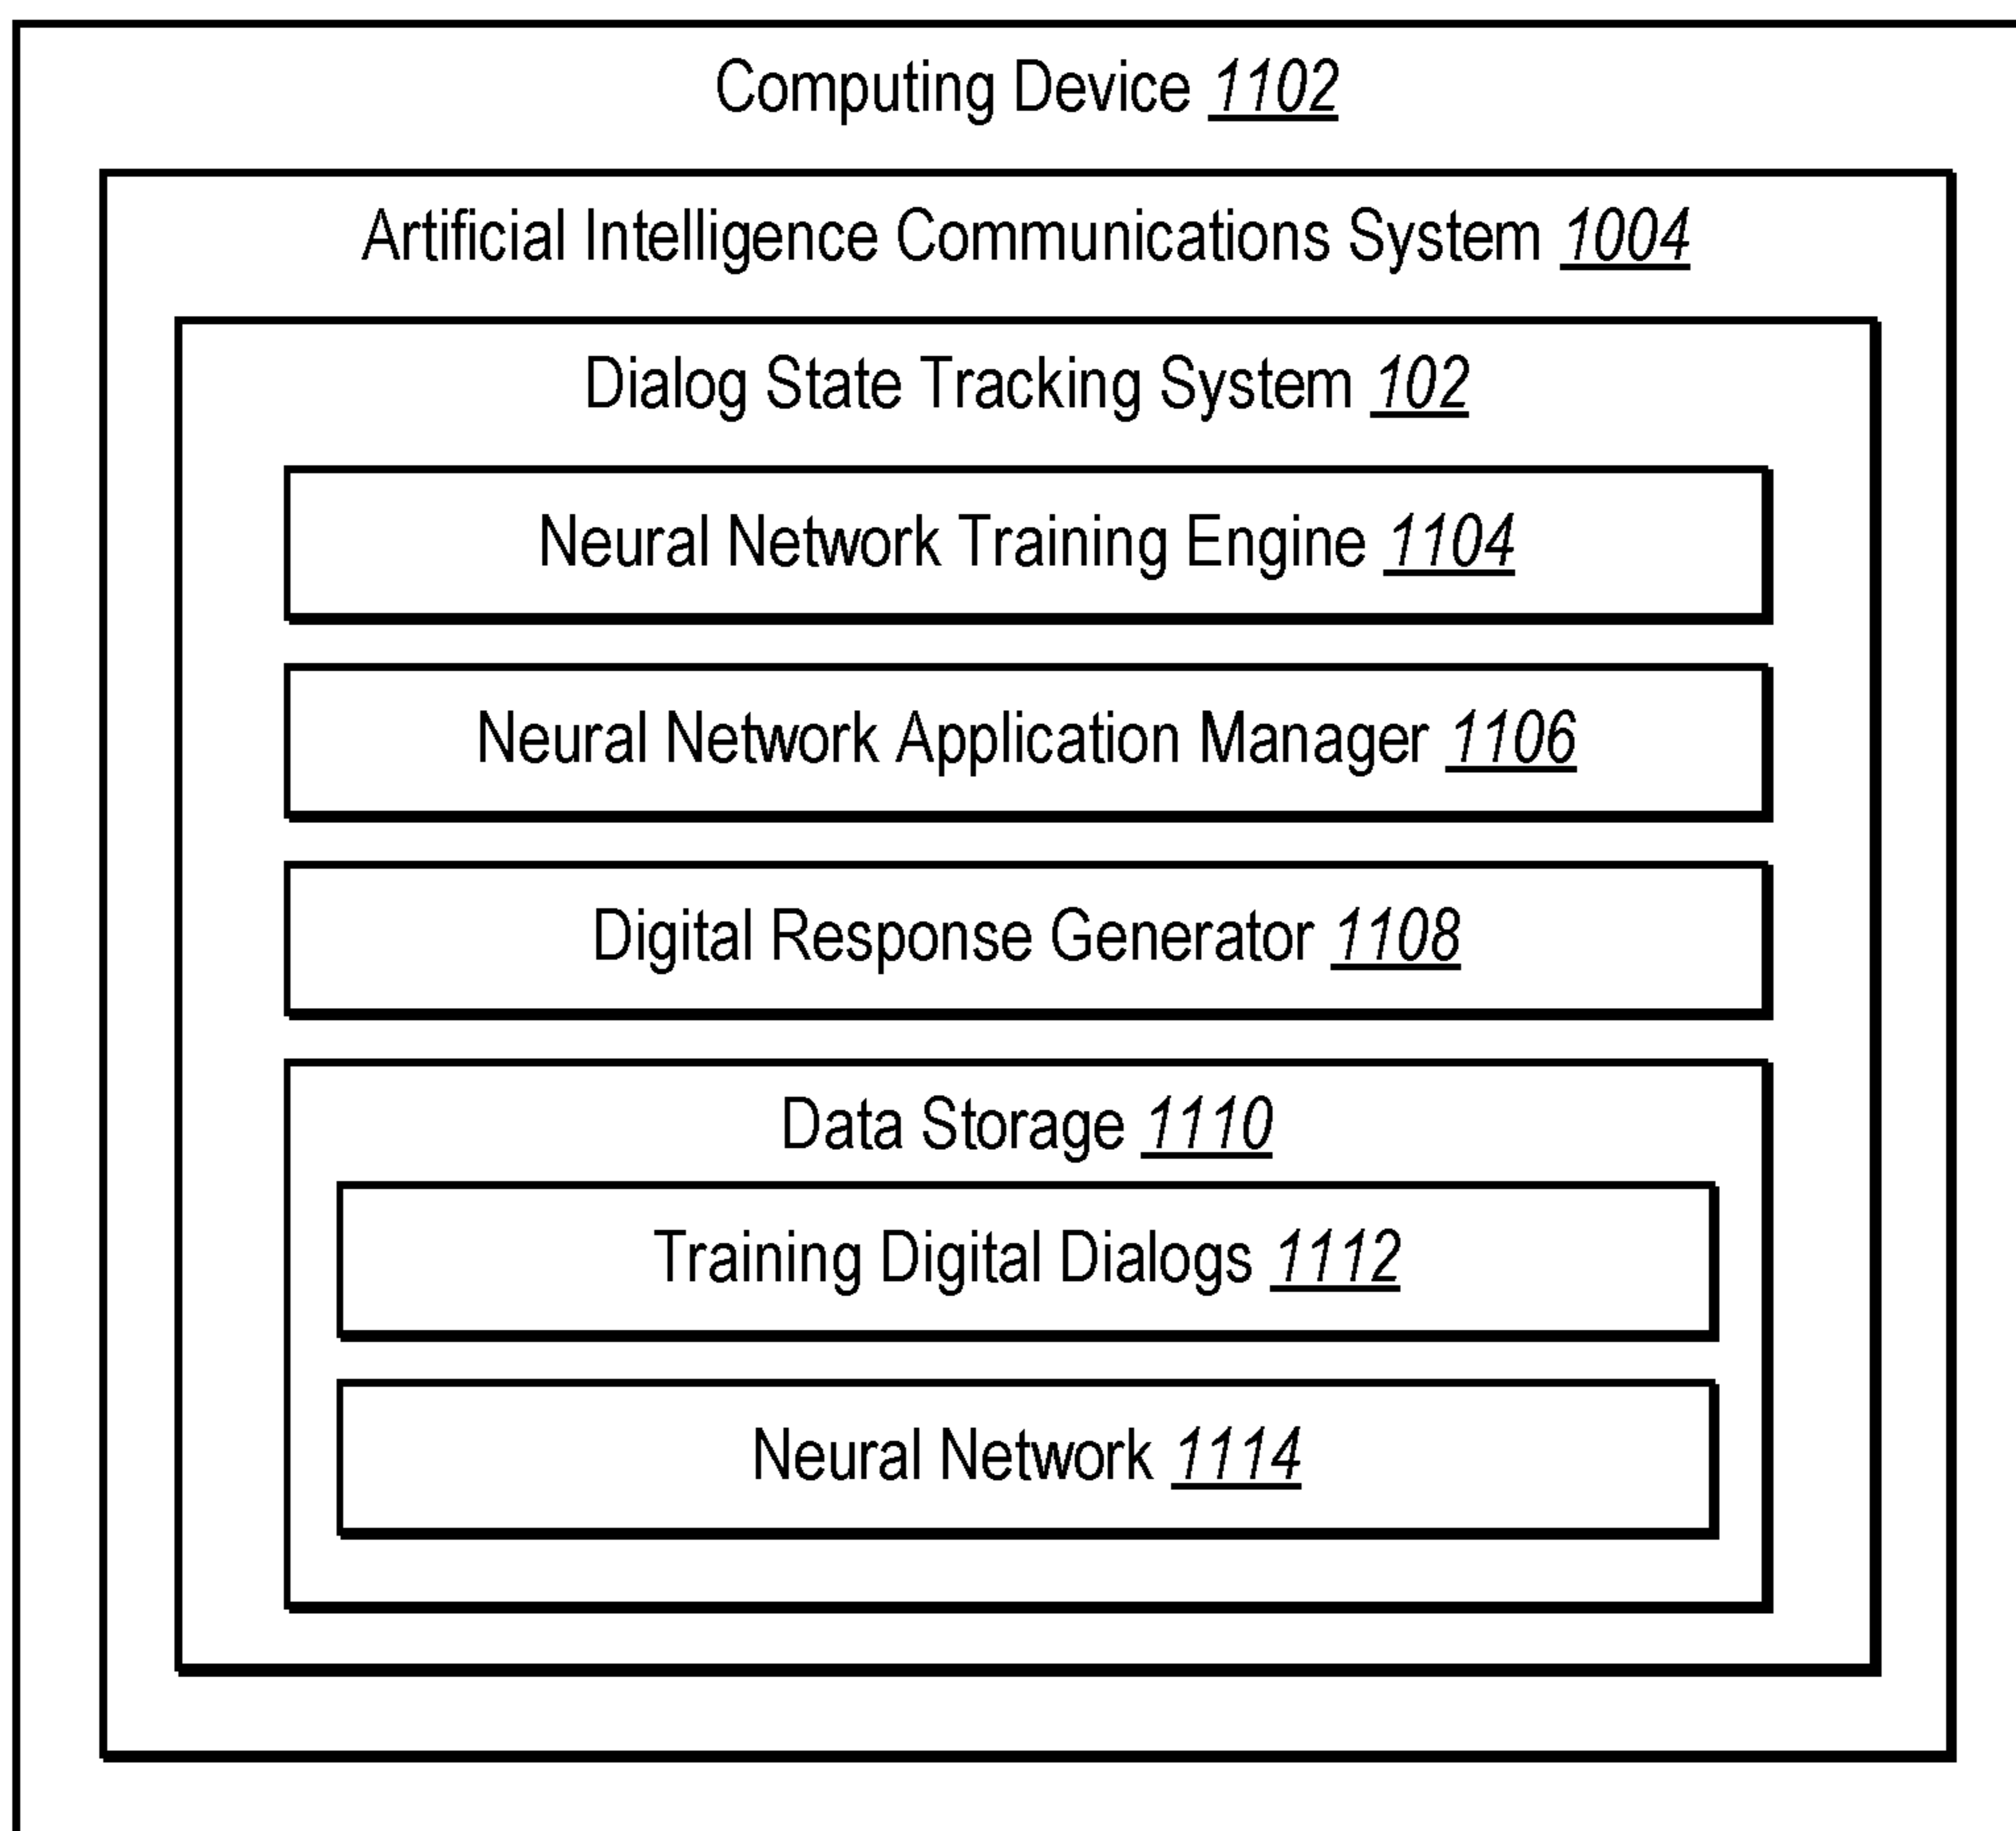 Computing Device 1102
Artificial Intelligence Communications System 1004
Dialog State Tracking System 102
Neural Network Training Engine 1104
Neural Network Application Manager 1106
Digital Response Generator 1108
Data Storage 1110
Training Digital Dialogs 1112
Neural Network 1114